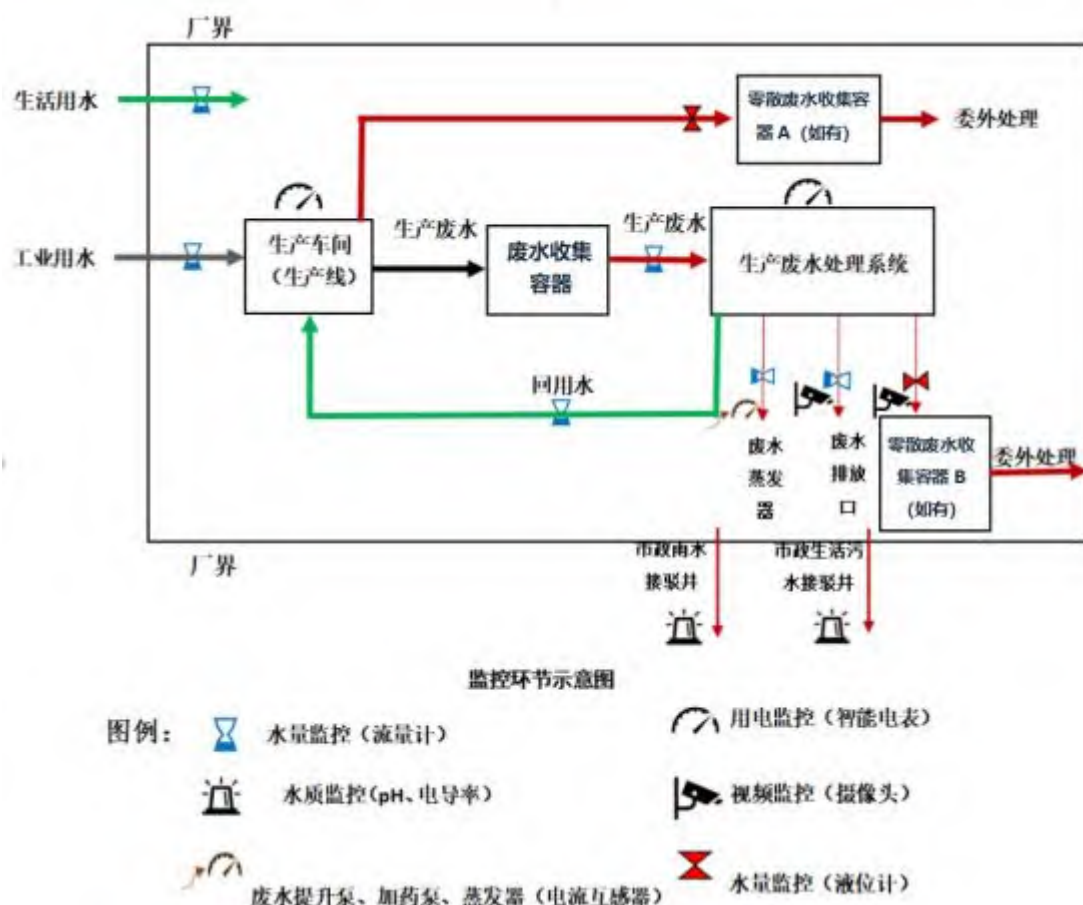 厂界
生活用水
零散废水收集容
器 A（如有）
委外处理
工业用水
生产车间
（生产线）
生产废水
废水收集
容器
生产废水
生产废水处理系统
回用水
废水
蒸发
器
废水
排放
口
零散废水收
集容器 B
（如有）
委外处理
厂界
市政雨水
接驳井
市政生活污
水接驳井
监控环节示意图
图例：
水量监控（流量计）
用电监控（智能电表）
水质监控（pH、电导率）
视频监控（摄像头）
废水提升泵、加药泵、蒸发器（电流互感器）
水量监控（液位计）